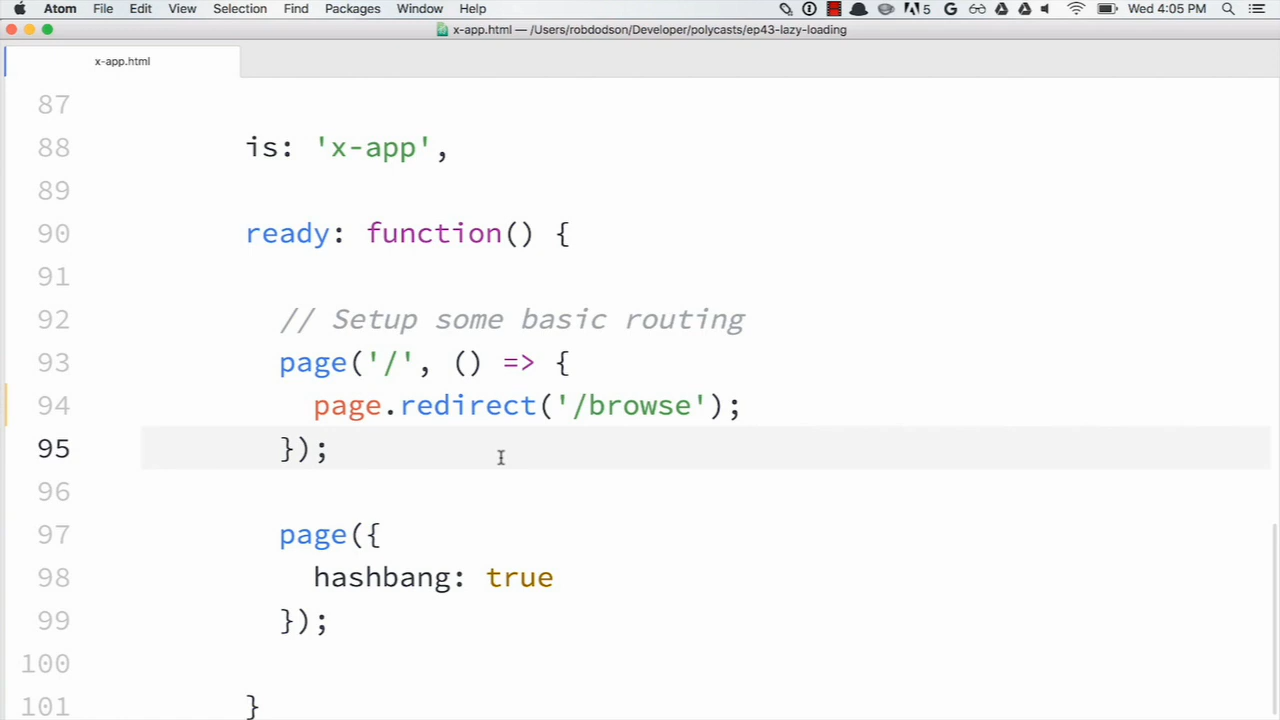 Atom File Edit View Selection Find Packages Window Help 5 Wed 4:05 PM
x-app.html — /Users/robdodson/Developer/polycasts/ep43-lazy-loading
x-app.html
87
88 is: 'x-app',
89
90 ready: function() {
91
92 // Setup some basic routing
93 page('/', () => {
94 page.redirect('/browse');
95 });
96
97 page({
98 hashbang: true
99 });
100
101 }